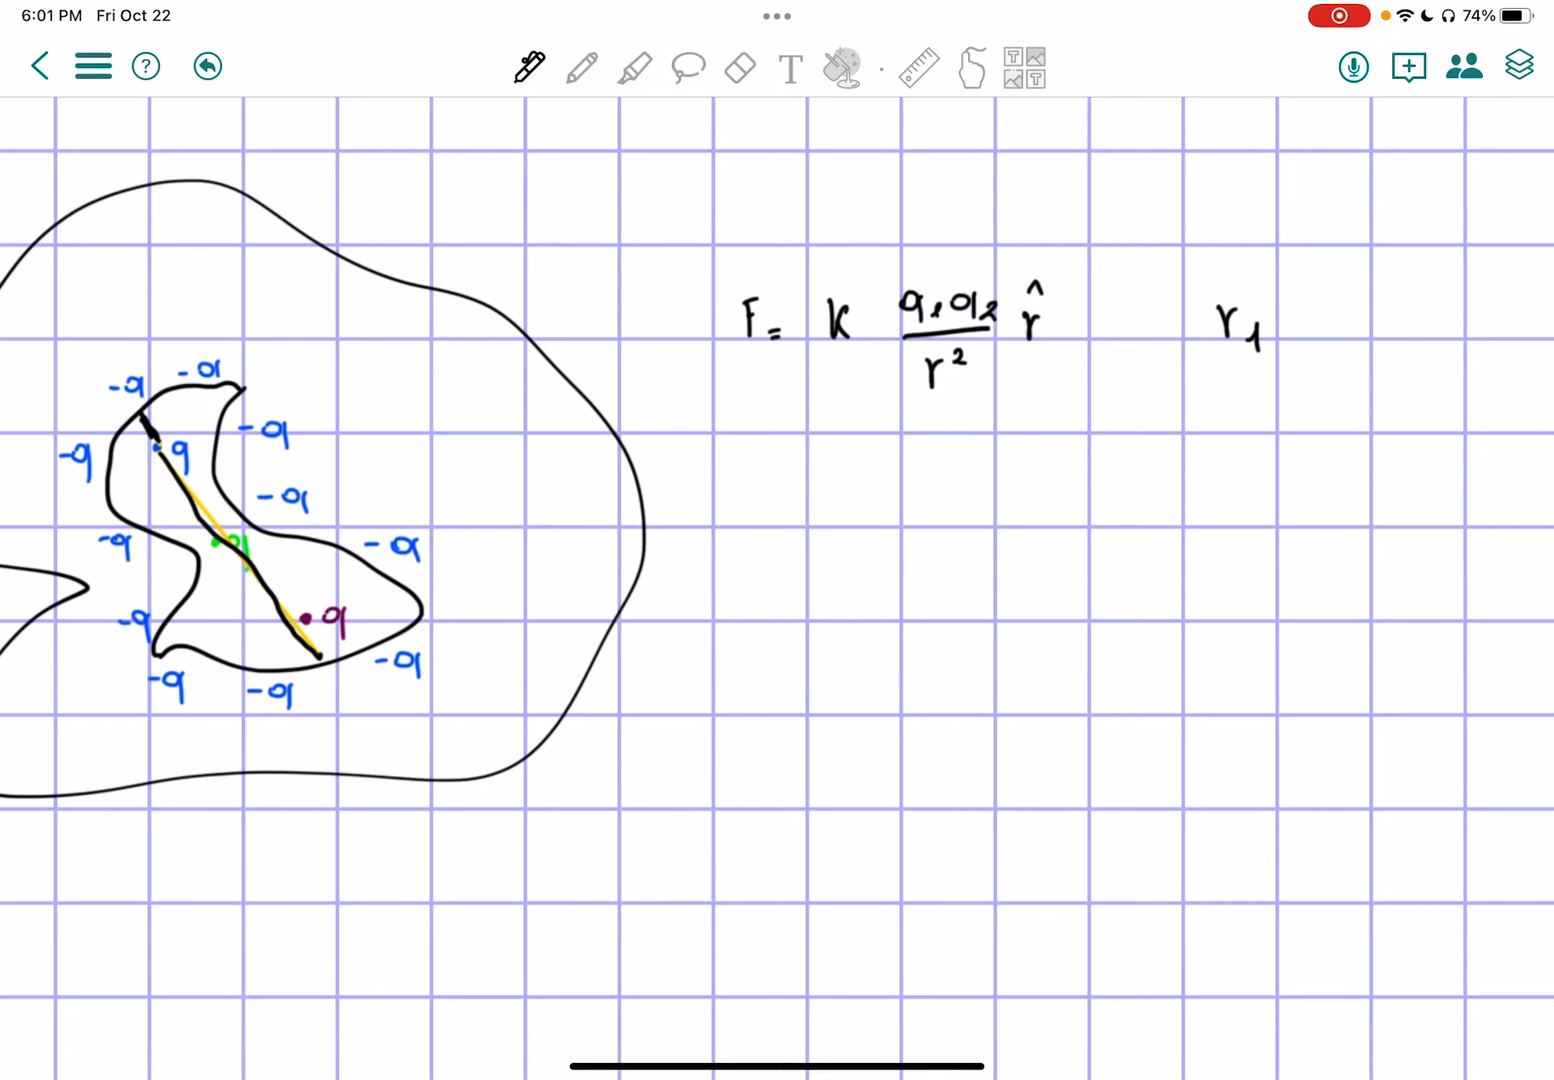 6:01 PM Fri Oct 22
74%
F = K q₁q₂ / r² r̂
r₁
-q -q
-q
-q q
-q
-q
-q
q
-q
q
-q
-q
-q -q